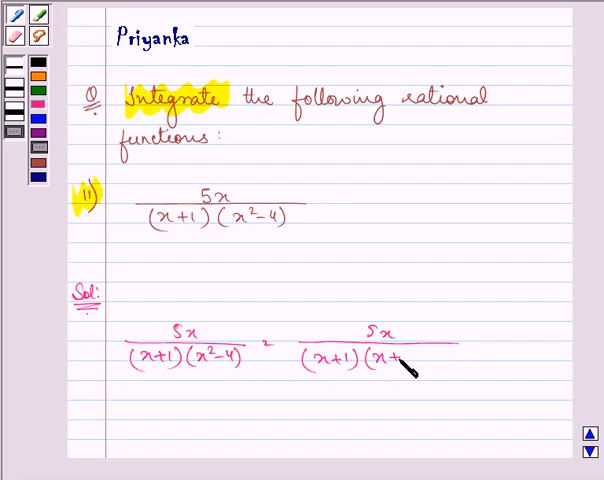 Priyanka
Q Integrate the following rational
functions:
11) 5x
(x+1)(x²-4)
Sol:
5x / (x+1)(x²-4) = 5x / (x+1)(x+